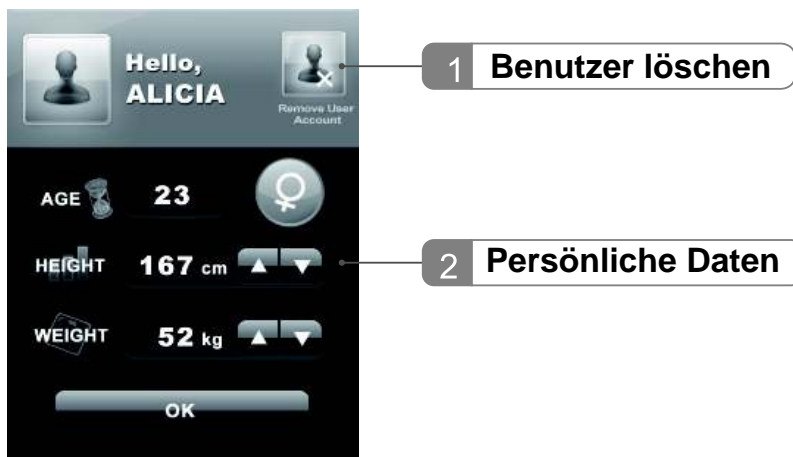 Hello,
ALICIA
Remove User
Account
1 Benutzer löschen
AGE 23
HEIGHT 167 cm
2 Persönliche Daten
WEIGHT 52 kg
OK